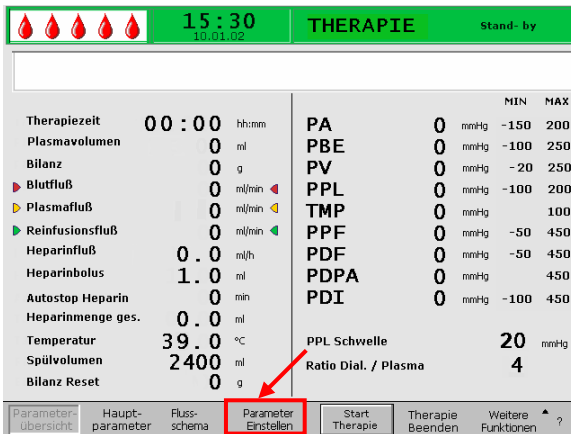 15:30
10.01.02
THERAPIE
Stand- by
MIN MAX
Therapiezeit 00:00 hh:mm
Plasmavolumen 0 ml
Bilanz 0 g
Blutfluß 0 ml/min
Plasmafluß 0 ml/min
Reinfusionsfluß 0 ml/min
Heparinfluß 0.0 ml/h
Heparinbolus 1.0 ml
Autostop Heparin 0 min
Heparinmenge ges. 0.0 ml
Temperatur 39.0 °C
Spülvolumen 2400 ml
Bilanz Reset 0 g
PA 0 mmHg -150 200
PBE 0 mmHg -100 250
PV 0 mmHg -20 250
PPL 0 mmHg -100 200
TMP 0 mmHg 100
PPF 0 mmHg -50 450
PDF 0 mmHg -50 450
PDPA 0 mmHg 450
PDI 0 mmHg -100 450
PPL Schwelle 20 mmHg
Ratio Dial. / Plasma 4
Parameter-
übersicht
Haupt-
parameter
Fluss-
schema
Parameter
Einstellen
Start
Therapie
Therapie
Beenden
Weitere
Funktionen
?